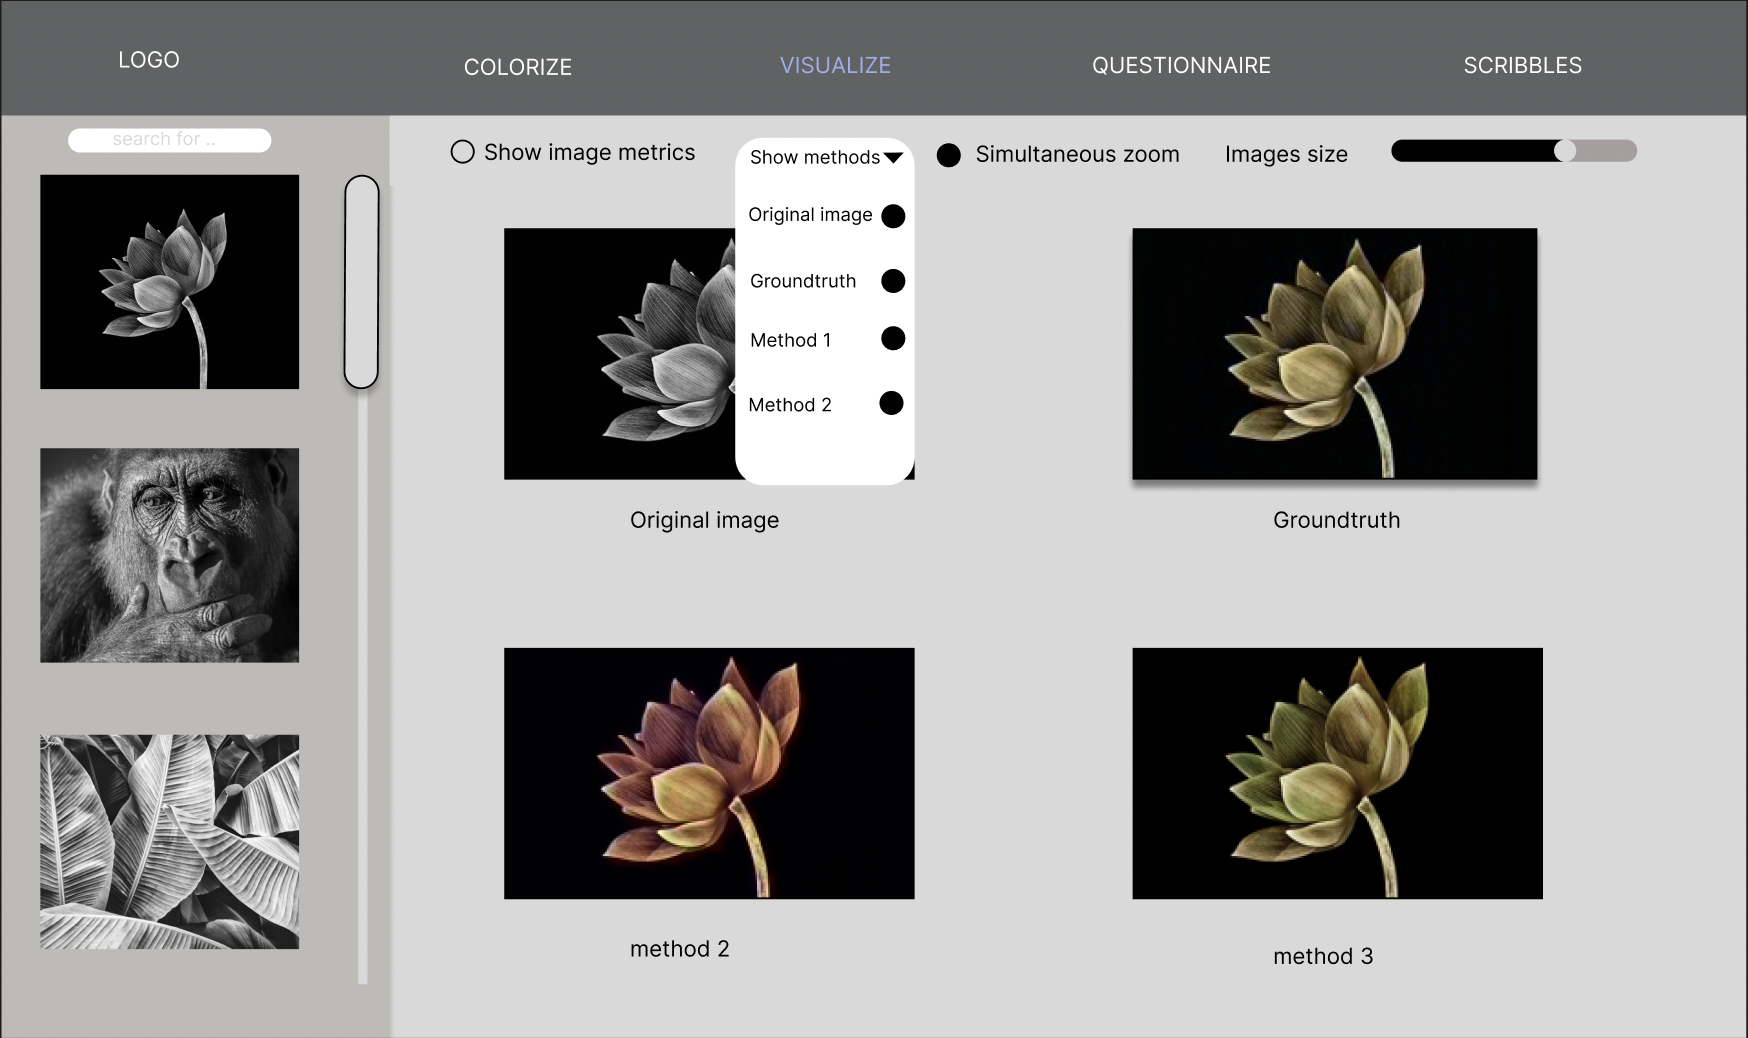 LOGO
COLORIZE
VISUALIZE
QUESTIONNAIRE
SCRIBBLES
search for ..
Show image metrics
Show methods
Original image
Groundtruth
Method 1
Method 2
Simultaneous zoom
Images size
Original image
Groundtruth
method 2
method 3